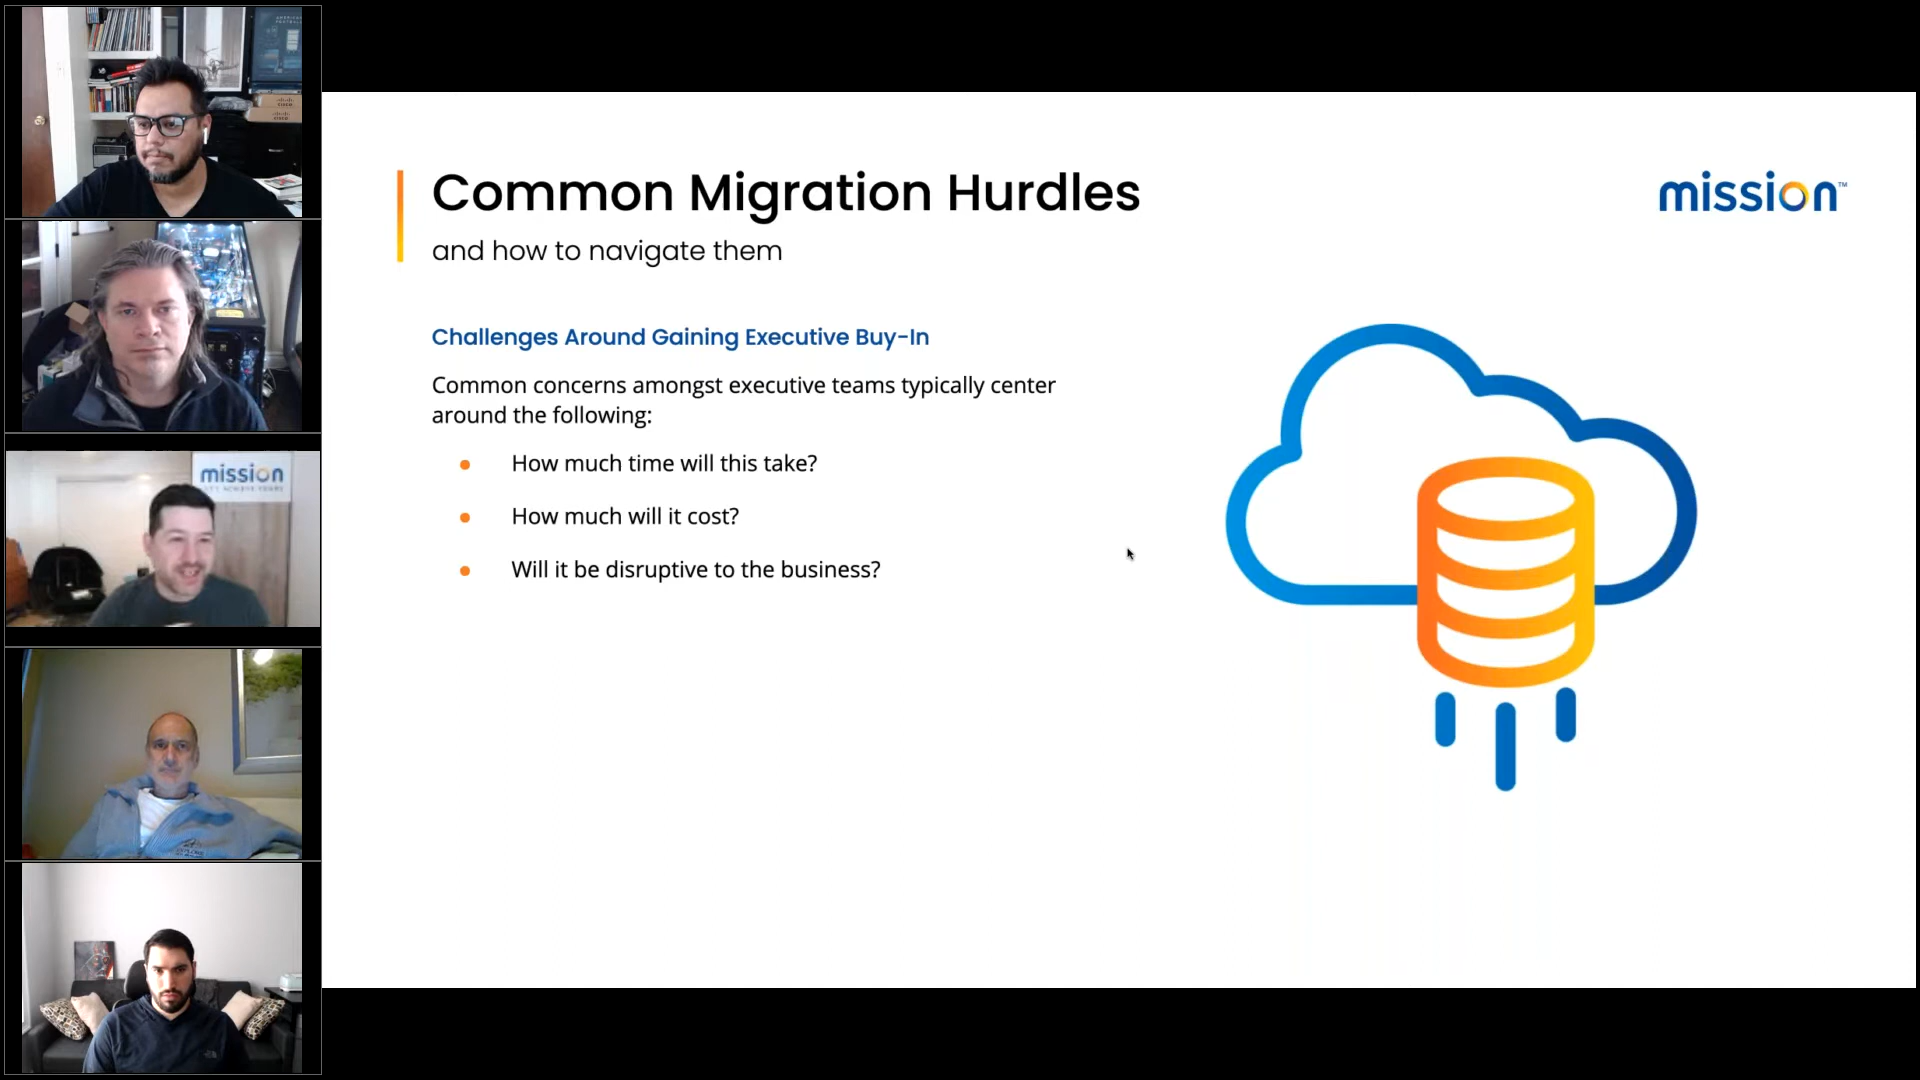 Common Migration Hurdles
mission™
and how to navigate them
Challenges Around Gaining Executive Buy-In
Common concerns amongst executive teams typically center
around the following:
How much time will this take?
How much will it cost?
Will it be disruptive to the business?
mission